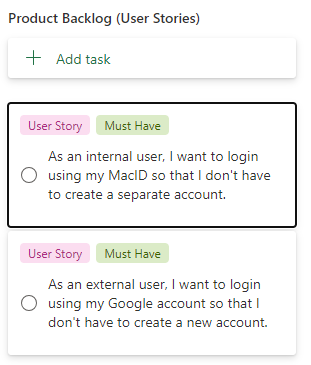 Product Backlog (User Stories)
Add task
User Story Must Have
As an internal user, I want to login
using my MacID so that I don't have
to create a separate account.
User Story Must Have
As an external user, I want to login
using my Google account so that I
don't have to create a new account.